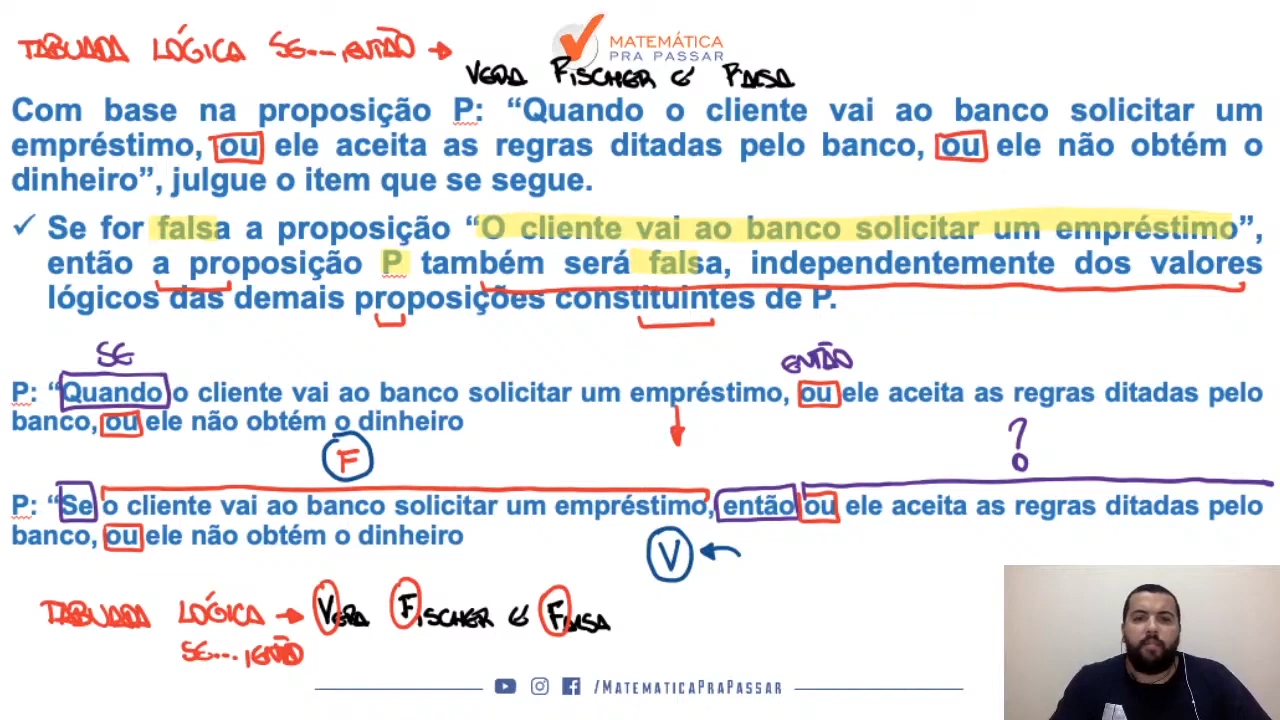 TABUADA LÓGICA SE... ENTÃO →
MATEMÁTICA
PRA PASSAR
VERA FISCHER É FALSA
Com base na proposição P: “Quando o cliente vai ao banco solicitar um
empréstimo, ou ele aceita as regras ditadas pelo banco, ou ele não obtém o
dinheiro”, julgue o item que se segue.
✓ Se for falsa a proposição “O cliente vai ao banco solicitar um empréstimo”,
então a proposição P também será falsa, independentemente dos valores
lógicos das demais proposições constituintes de P.
SE ENTÃO
P: “Quando o cliente vai ao banco solicitar um empréstimo, ou ele aceita as regras ditadas pelo
banco, ou ele não obtém o dinheiro
F ?
P: “Se o cliente vai ao banco solicitar um empréstimo, então ou ele aceita as regras ditadas pelo
banco, ou ele não obtém o dinheiro
V
TABUADA LÓGICA → VERA FISCHER É FALSA
SE... ENTÃO
/MATEMATICAPRAPASSAR